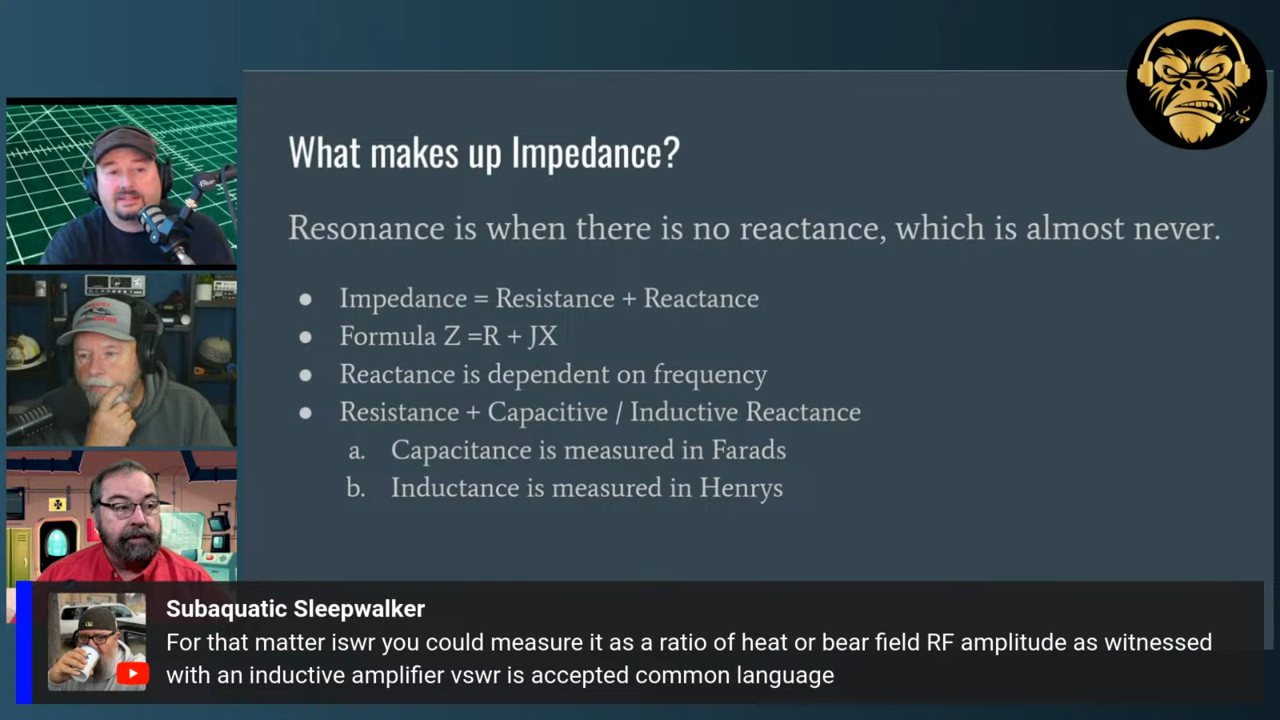 What makes up Impedance?
Resonance is when there is no reactance, which is almost never.
● Impedance = Resistance + Reactance
● Formula Z =R + JX
● Reactance is dependent on frequency
● Resistance + Capacitive / Inductive Reactance
a. Capacitance is measured in Farads
b. Inductance is measured in Henrys
Subaquatic Sleepwalker
For that matter iswr you could measure it as a ratio of heat or bear field RF amplitude as witnessed
with an inductive amplifier vswr is accepted common language